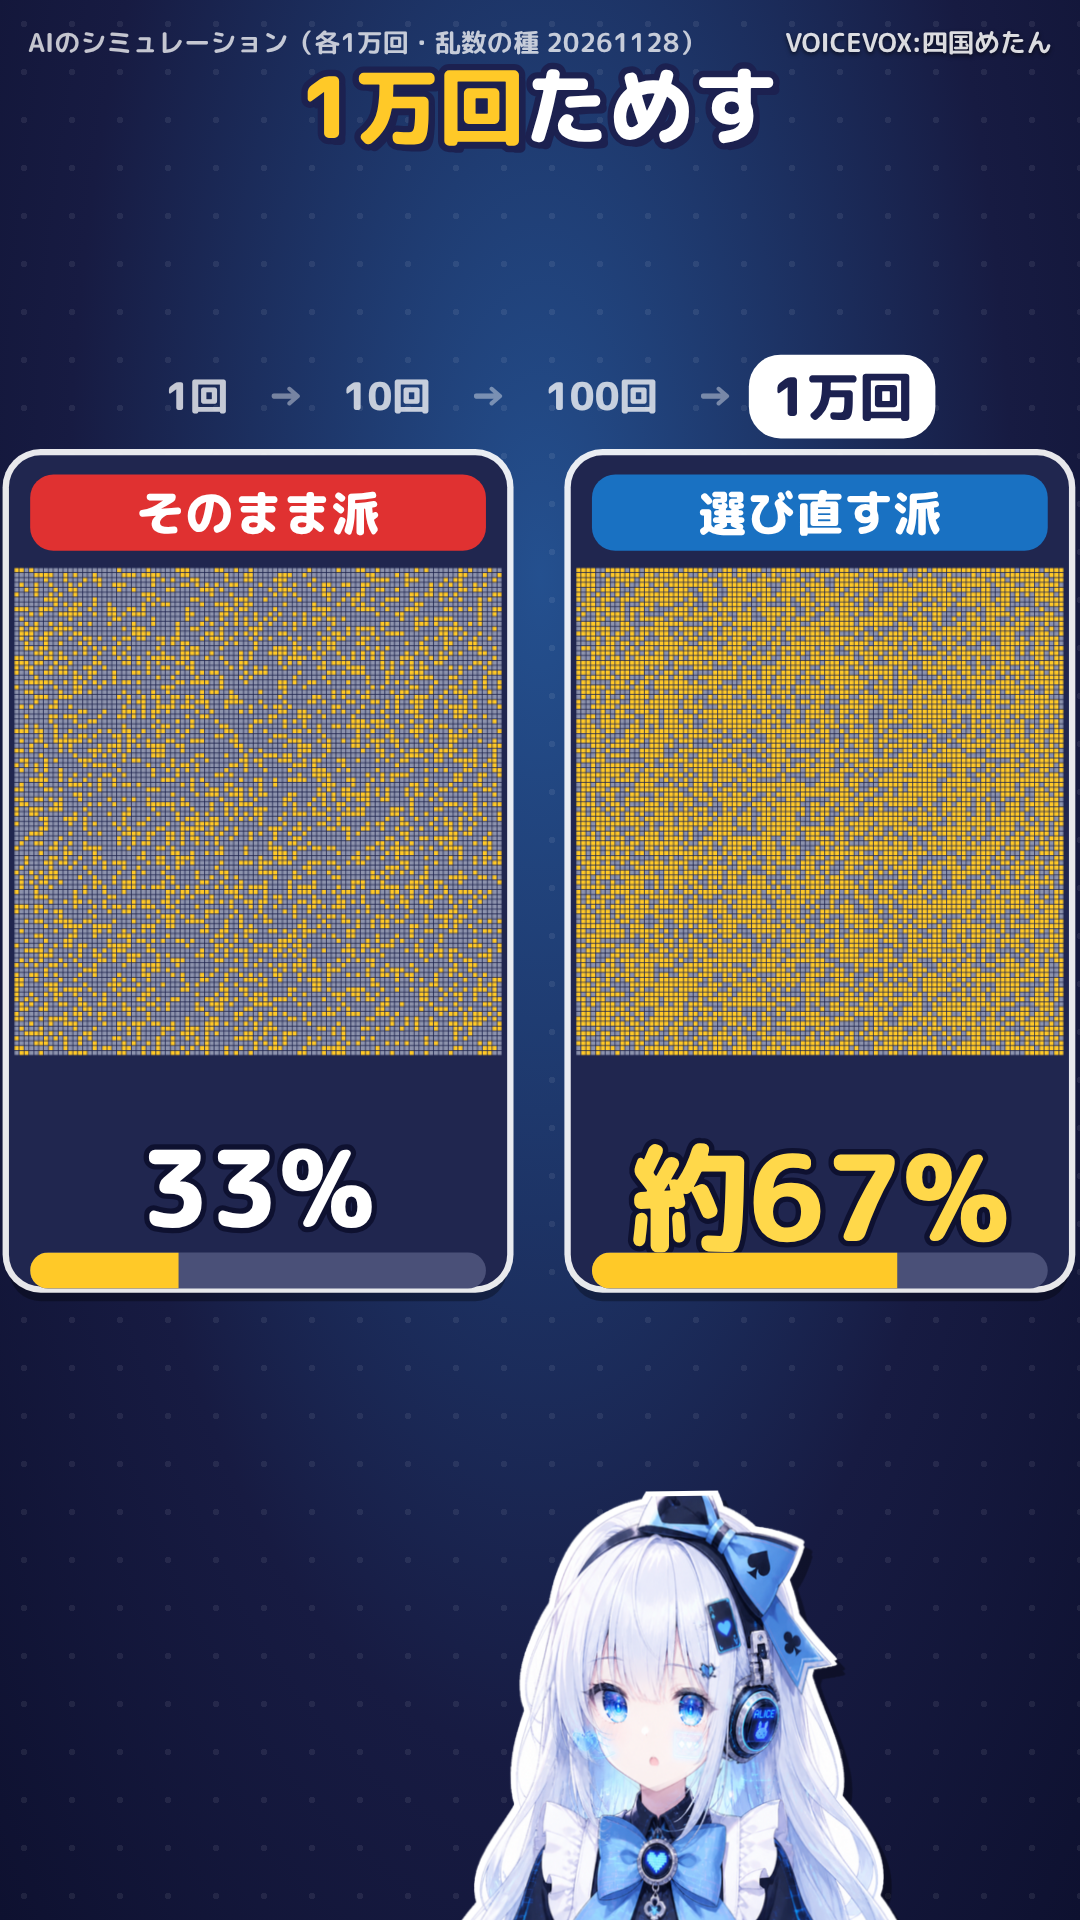 AIのシミュレーション（各1万回・乱数の種 20261128）
VOICEVOX:四国めたん
1万回ためす
1回 → 10回 → 100回 → 1万回
そのまま派
選び直す派
33%
約67%
ALICE